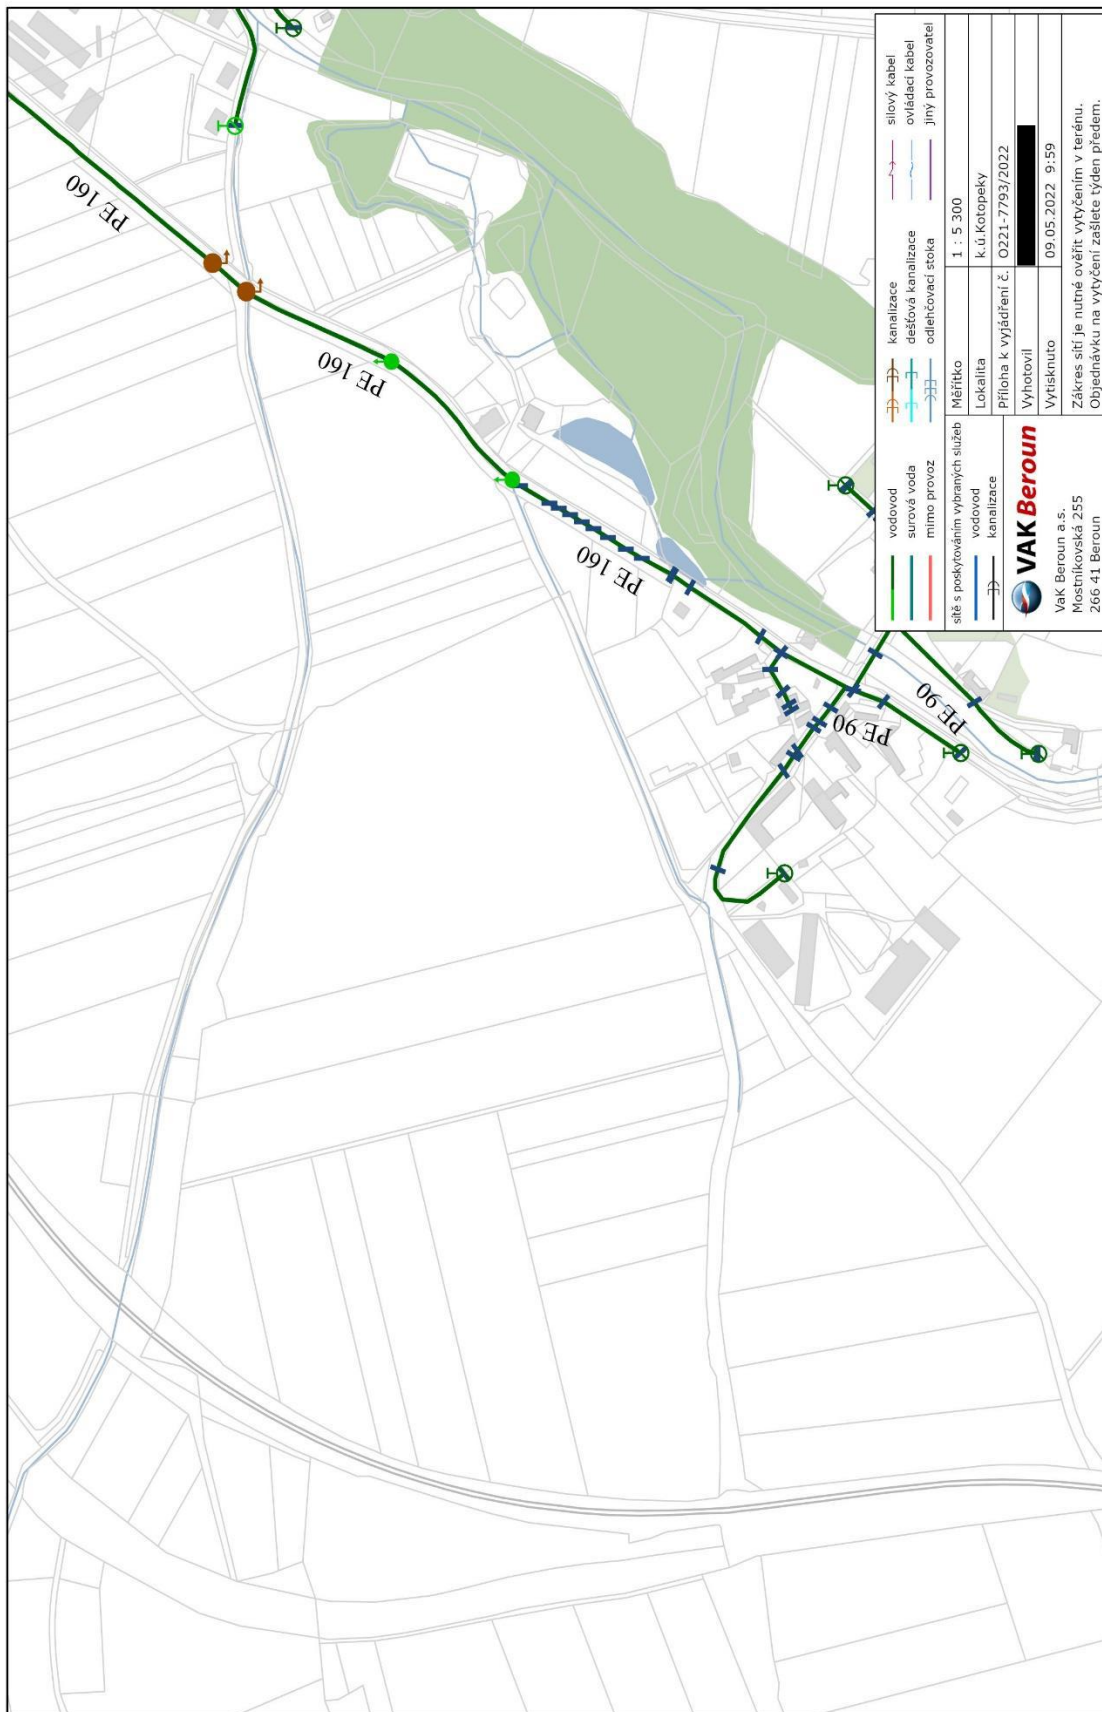 PE 160
PE 160
PE 160
PE 90
PE 90
vodovod
surová voda
mimo provoz
kanalizace
dešťová kanalizace
odlehčovací stoka
silový kabel
ovládací kabel
jiný provozovatel
sítě s poskytováním vybraných služeb
vodovod
kanalizace
VAK Beroun
VaK Beroun a.s.
Mostníkovská 255
266 41 Beroun
Měřítko 1 : 5 300
Lokalita k.ú.Kotopeky
Příloha k vyjádření č. O221-7793/2022
Vyhotovil
Vytisknuto 09.05.2022 9:59
Zákres sítí je nutné ověřit vytyčením v terénu.
Objednávku na vytyčení zašlete týden předem.